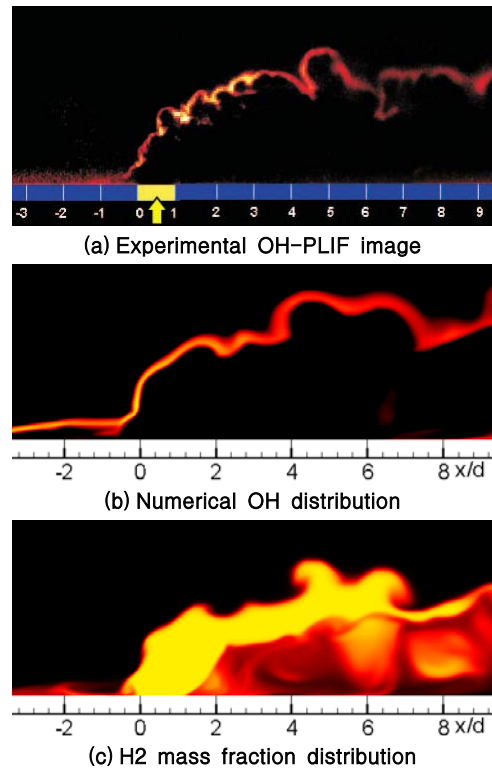 -3 -2 -1 0 1 2 3 4 5 6 7 8 9
(a) Experimental OH-PLIF image
-2 0 2 4 6 8 x/d
(b) Numerical OH distribution
-2 0 2 4 6 8 x/d
(c) H2 mass fraction distribution